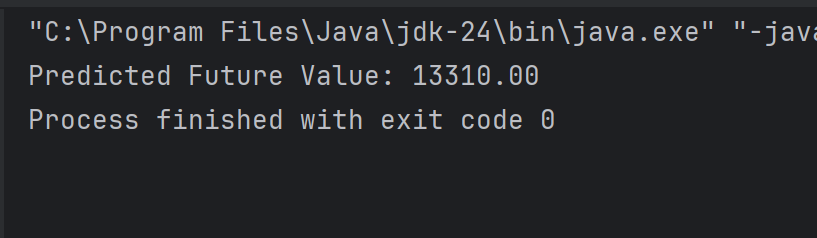 "C:\Program Files\Java\jdk-24\bin\java.exe" "-java
Predicted Future Value: 13310.00
Process finished with exit code 0